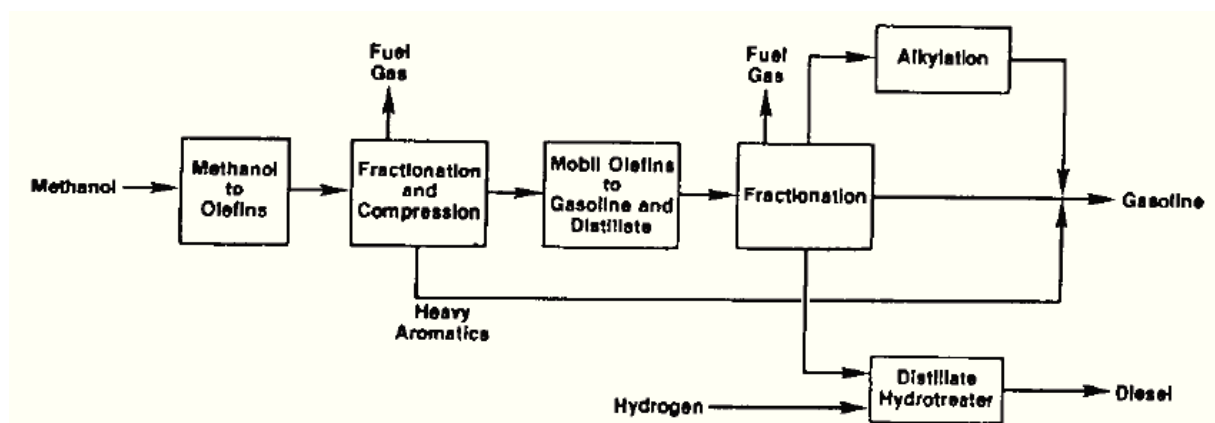 Fuel
Gas
Fuel
Gas
Alkylation
Methanol
Methanol
to
Olefins
Fractionation
and
Compression
Mobil Olefins
to
Gasoline and
Distillate
Fractionation
Gasoline
Heavy
Aromatics
Distillate
Hydrotreater
Hydrogen
Diesel